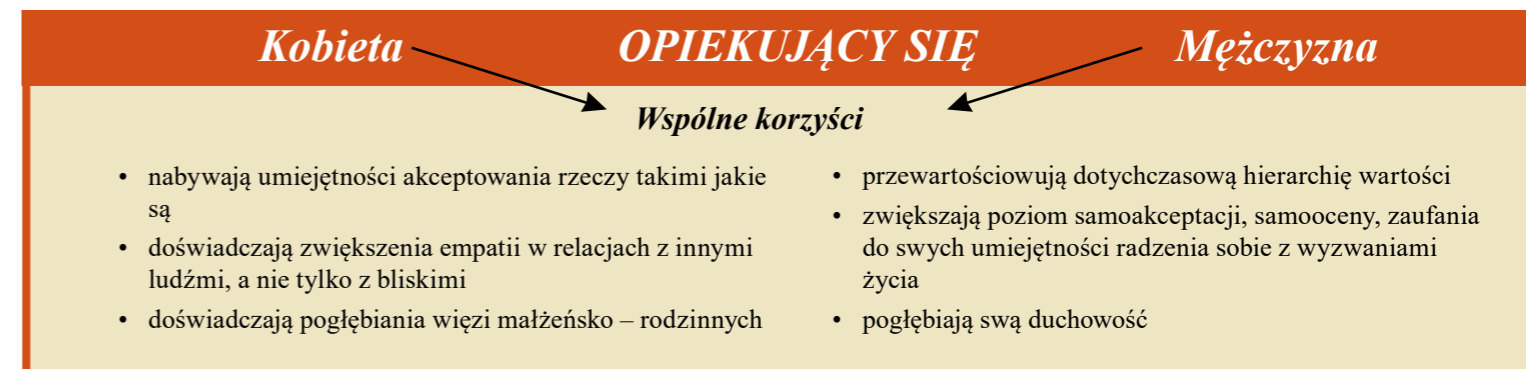 Kobieta OPIEKUJĄCY SIĘ Mężczyzna
Wspólne korzyści
• nabywają umiejętności akceptowania rzeczy takimi jakie
są
• doświadczają zwiększenia empatii w relacjach z innymi
ludźmi, a nie tylko z bliskimi
• doświadczają pogłębiania więzi małżeńsko – rodzinnych
• przewartościowują dotychczasową hierarchię wartości
• zwiększają poziom samoakceptacji, samooceny, zaufania
do swych umiejętności radzenia sobie z wyzwaniami
życia
• pogłębiają swą duchowość